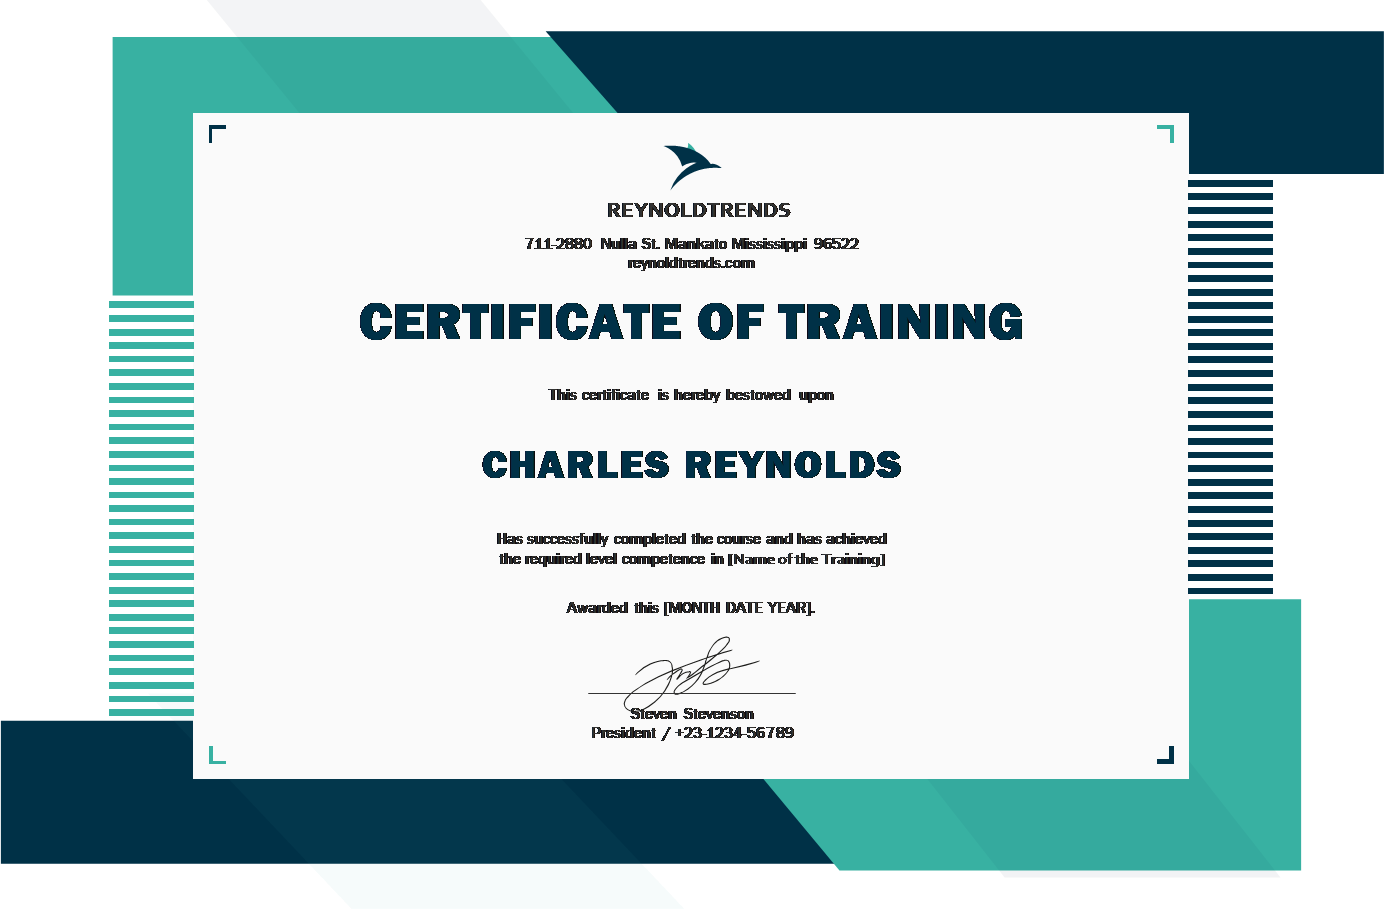 REYNOLDTRENDS
711-2880 Nulla St. Mankato Mississippi 96522
reynoldtrends.com
CERTIFICATE OF TRAINING
This certificate is hereby bestowed upon
CHARLES REYNOLDS
Has successfully completed the course and has achieved
the required level competence in [Name of the Training]
Awarded this [MONTH DATE YEAR].
Steven Stevenson
President / +23-1234-56789